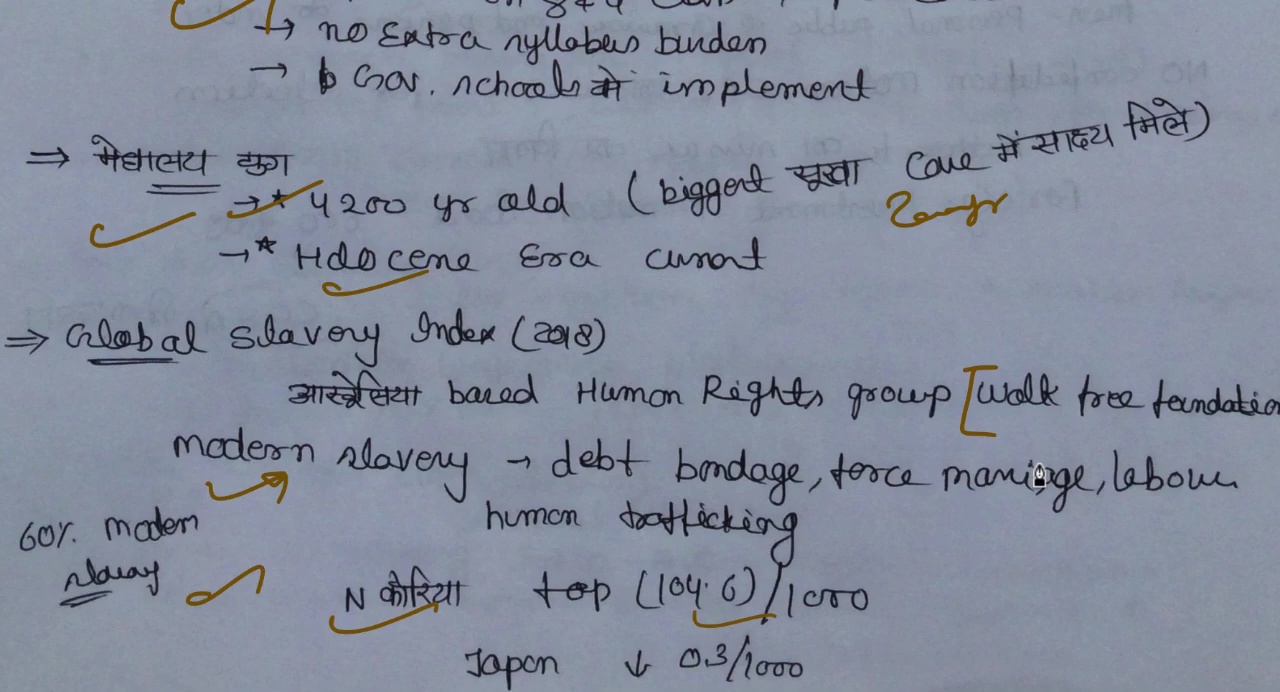 → no Extra syllabus burden
→ Gov. schools में implement
⇒ मेघालय युग
→ * 4200 yr old (biggest सूखा Cave में साक्ष्य मिले)
200 yr
→ * Holocene Era current
⇒ Global Slavery Index (2018)
आस्ट्रेलिया based Human Rights group [Walk free foundation
modern slavery → debt bondage, force marriage, labour
human trafficking
60% modern
slavery
N कोरिया top (104.6)/1000
Japan ↓ 0.3/1000